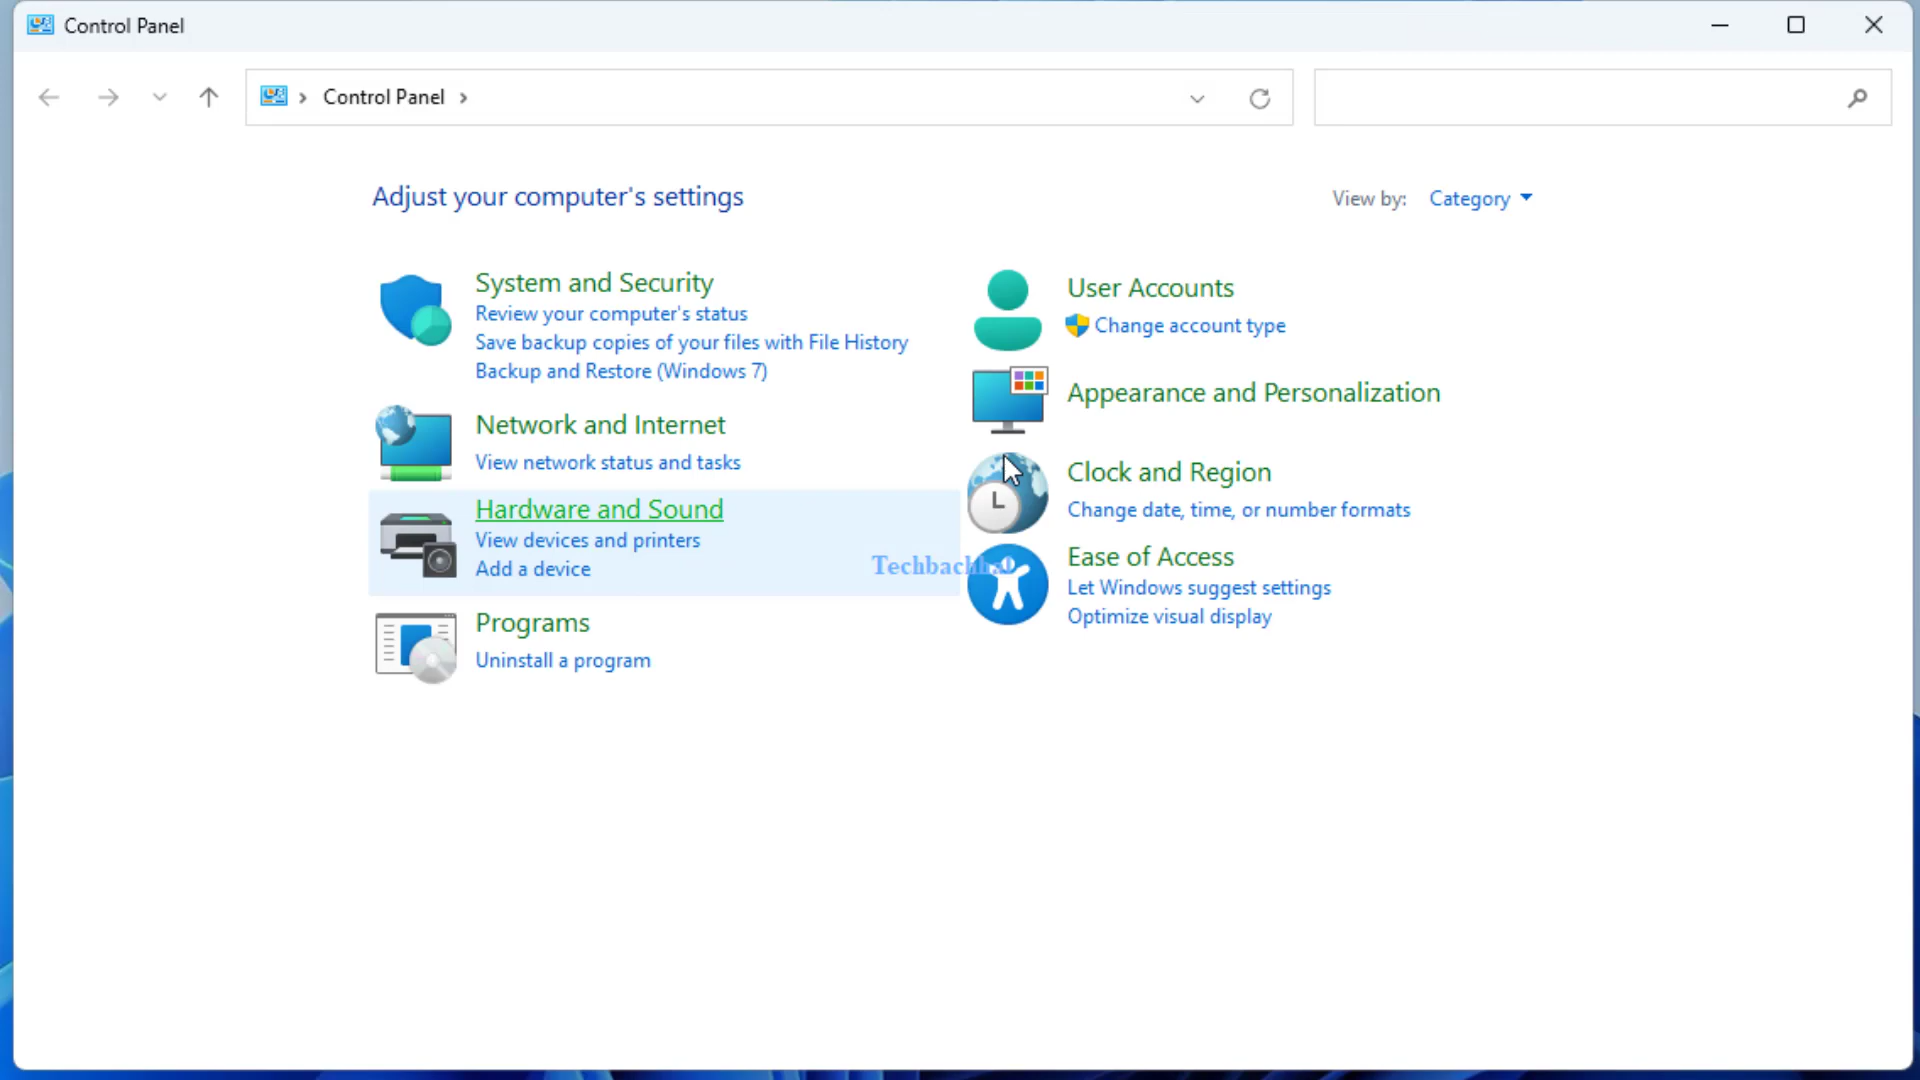 Control Panel
Control Panel
Adjust your computer's settings
View by: Category
System and Security
Review your computer's status
Save backup copies of your files with File History
Backup and Restore (Windows 7)
Network and Internet
View network status and tasks
Hardware and Sound
View devices and printers
Add a device
Programs
Uninstall a program
User Accounts
Change account type
Appearance and Personalization
Clock and Region
Change date, time, or number formats
Ease of Access
Let Windows suggest settings
Optimize visual display